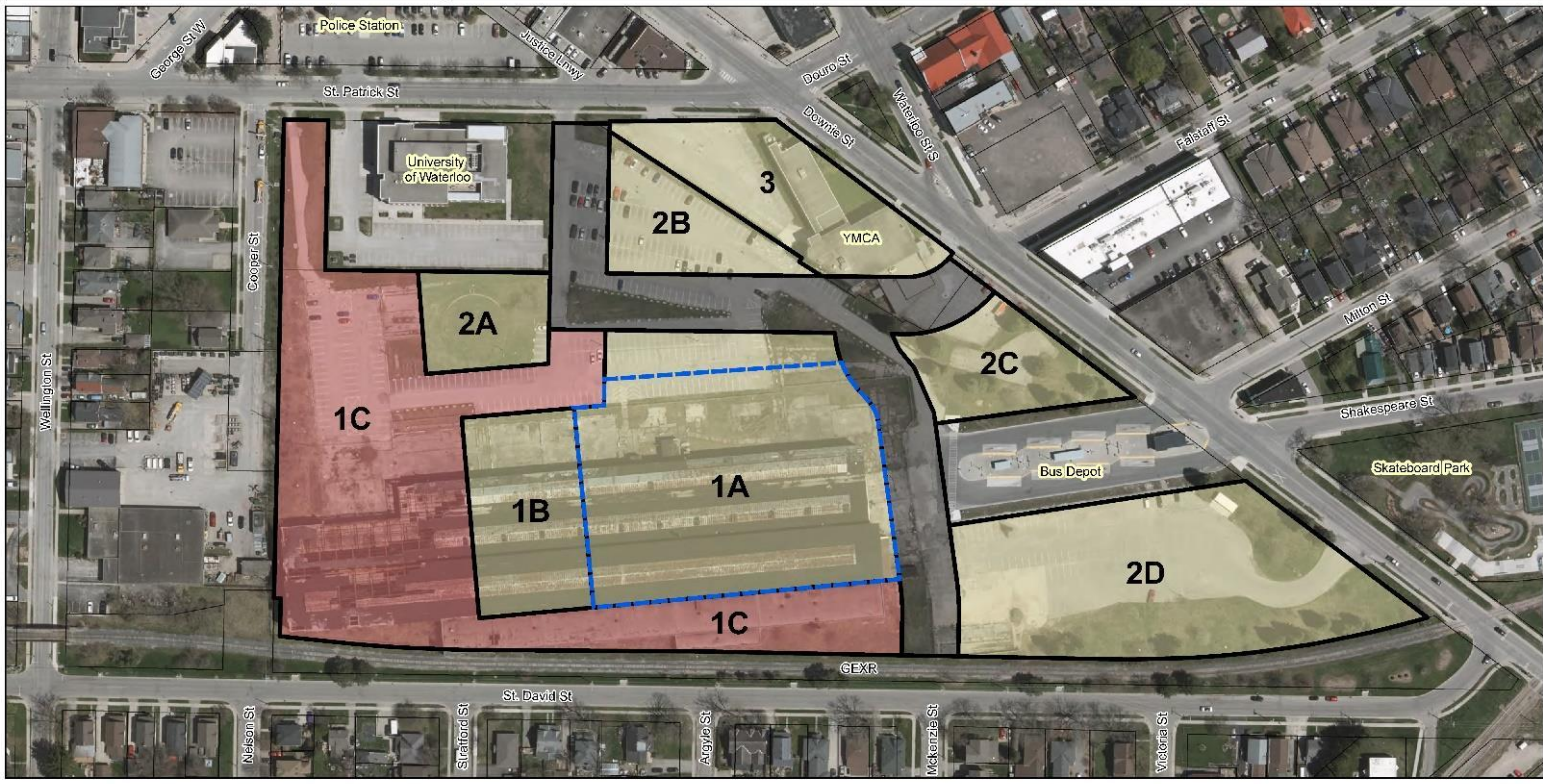 Police Station
George St W
Justice Lnwy
St. Patrick St
Douro St
Downie St
Waterloo St S
Falstaff St
University
of Waterloo
3
2B
YMCA
Cooper St
2A
Milton St
Wellington St
2C
1C
Shakespeare St
Bus Depot
Skateboard Park
1A
1B
2D
1C
GEXR
St. David St
Nelson St
Stratford St
Argyle St
Mckenzie St
Victoria St